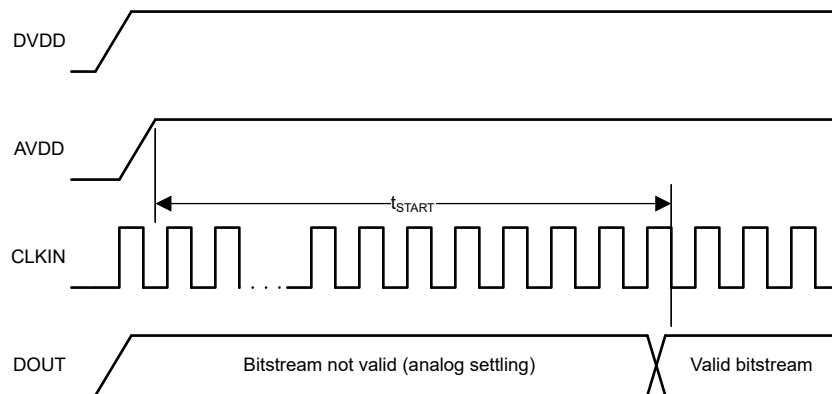 DVDD
AVDD
tSTART
CLKIN
. . .
DOUT
Bitstream not valid (analog settling)
Valid bitstream